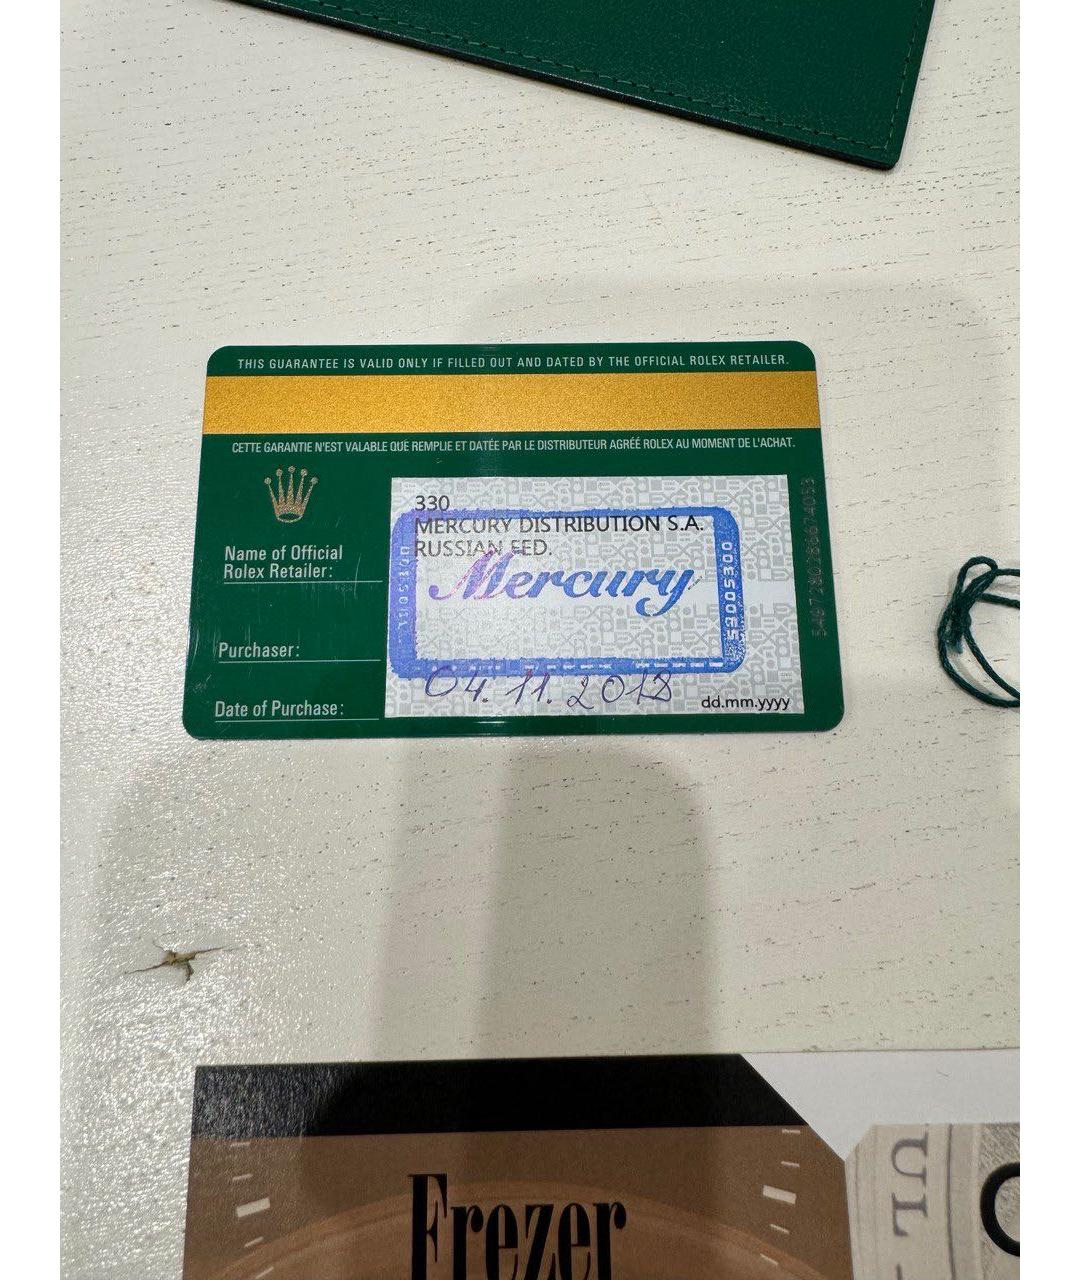 THIS GUARANTEE IS VALID ONLY IF FILLED OUT AND DATED BY THE OFFICIAL ROLEX RETAILER.
CETTE GARANTIE N'EST VALABLE QUE REMPLIE ET DATÉE PAR LE DISTRIBUTEUR AGRÉÉ ROLEX AU MOMENT DE L'ACHAT.
330
MERCURY DISTRIBUTION S.A.
RUSSIAN FED.
Mercury
Name of Official
Rolex Retailer:
Purchaser:
Date of Purchase:
04.11.2018
dd.mm.yyyy
Frezer